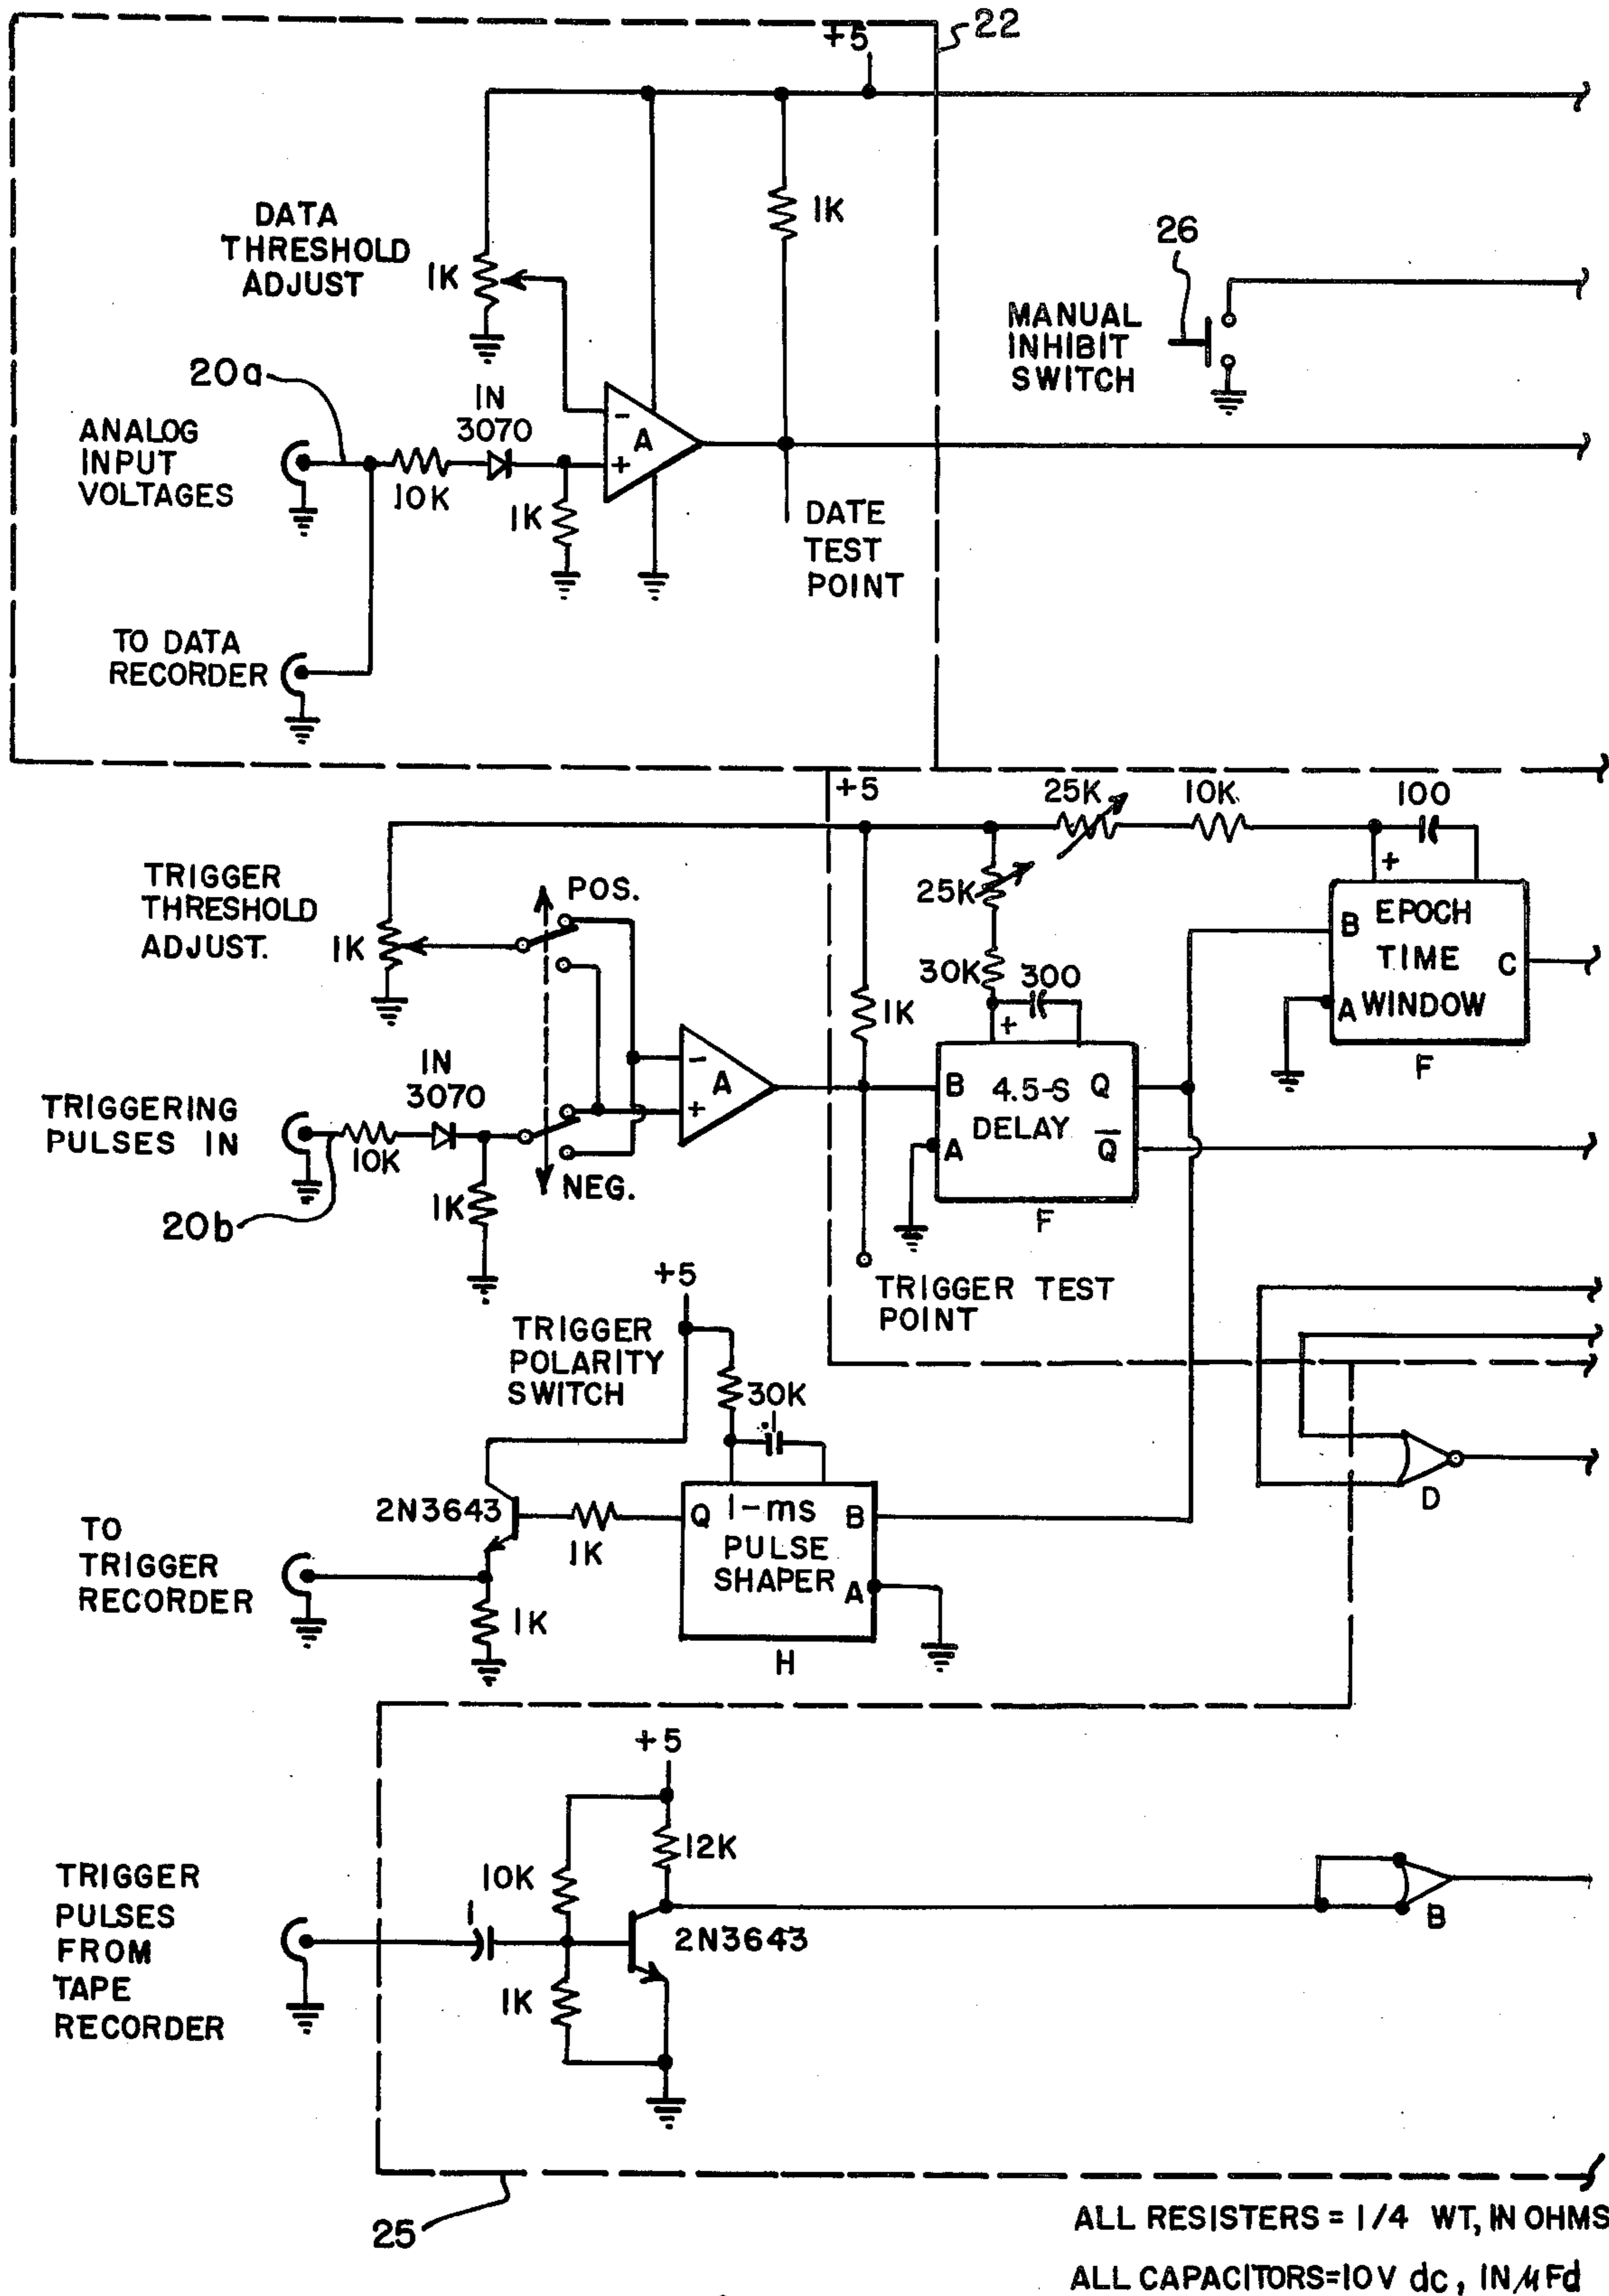 22
+5
DATA
THRESHOLD
ADJUST
1K
1K
26
MANUAL
INHIBIT
SWITCH
20a
IN
3070
ANALOG
INPUT
VOLTAGES
10K
-
A
+
1K
DATE
TEST
POINT
TO DATA
RECORDER
+5
25K
10K
100
+
TRIGGER
THRESHOLD
ADJUST.
1K
POS.
25K
30K
300
+
1K
B
EPOCH
TIME
WINDOW
C
A
F
IN
3070
TRIGGERING
PULSES IN
10K
-
A
+
B
4.5-S
DELAY
Q
A
Q̅
F
NEG.
1K
20b
TRIGGER TEST
POINT
+5
TRIGGER
POLARITY
SWITCH
30K
.1
2N3643
1K
Q
1-ms
PULSE
SHAPER
B
A
H
D
TO
TRIGGER
RECORDER
1K
+5
12K
10K
TRIGGER
PULSES
FROM
TAPE
RECORDER
1
2N3643
B
1K
25
ALL RESISTERS = 1/4 WT, IN OHMS
ALL CAPACITORS=10V dc, IN μFd